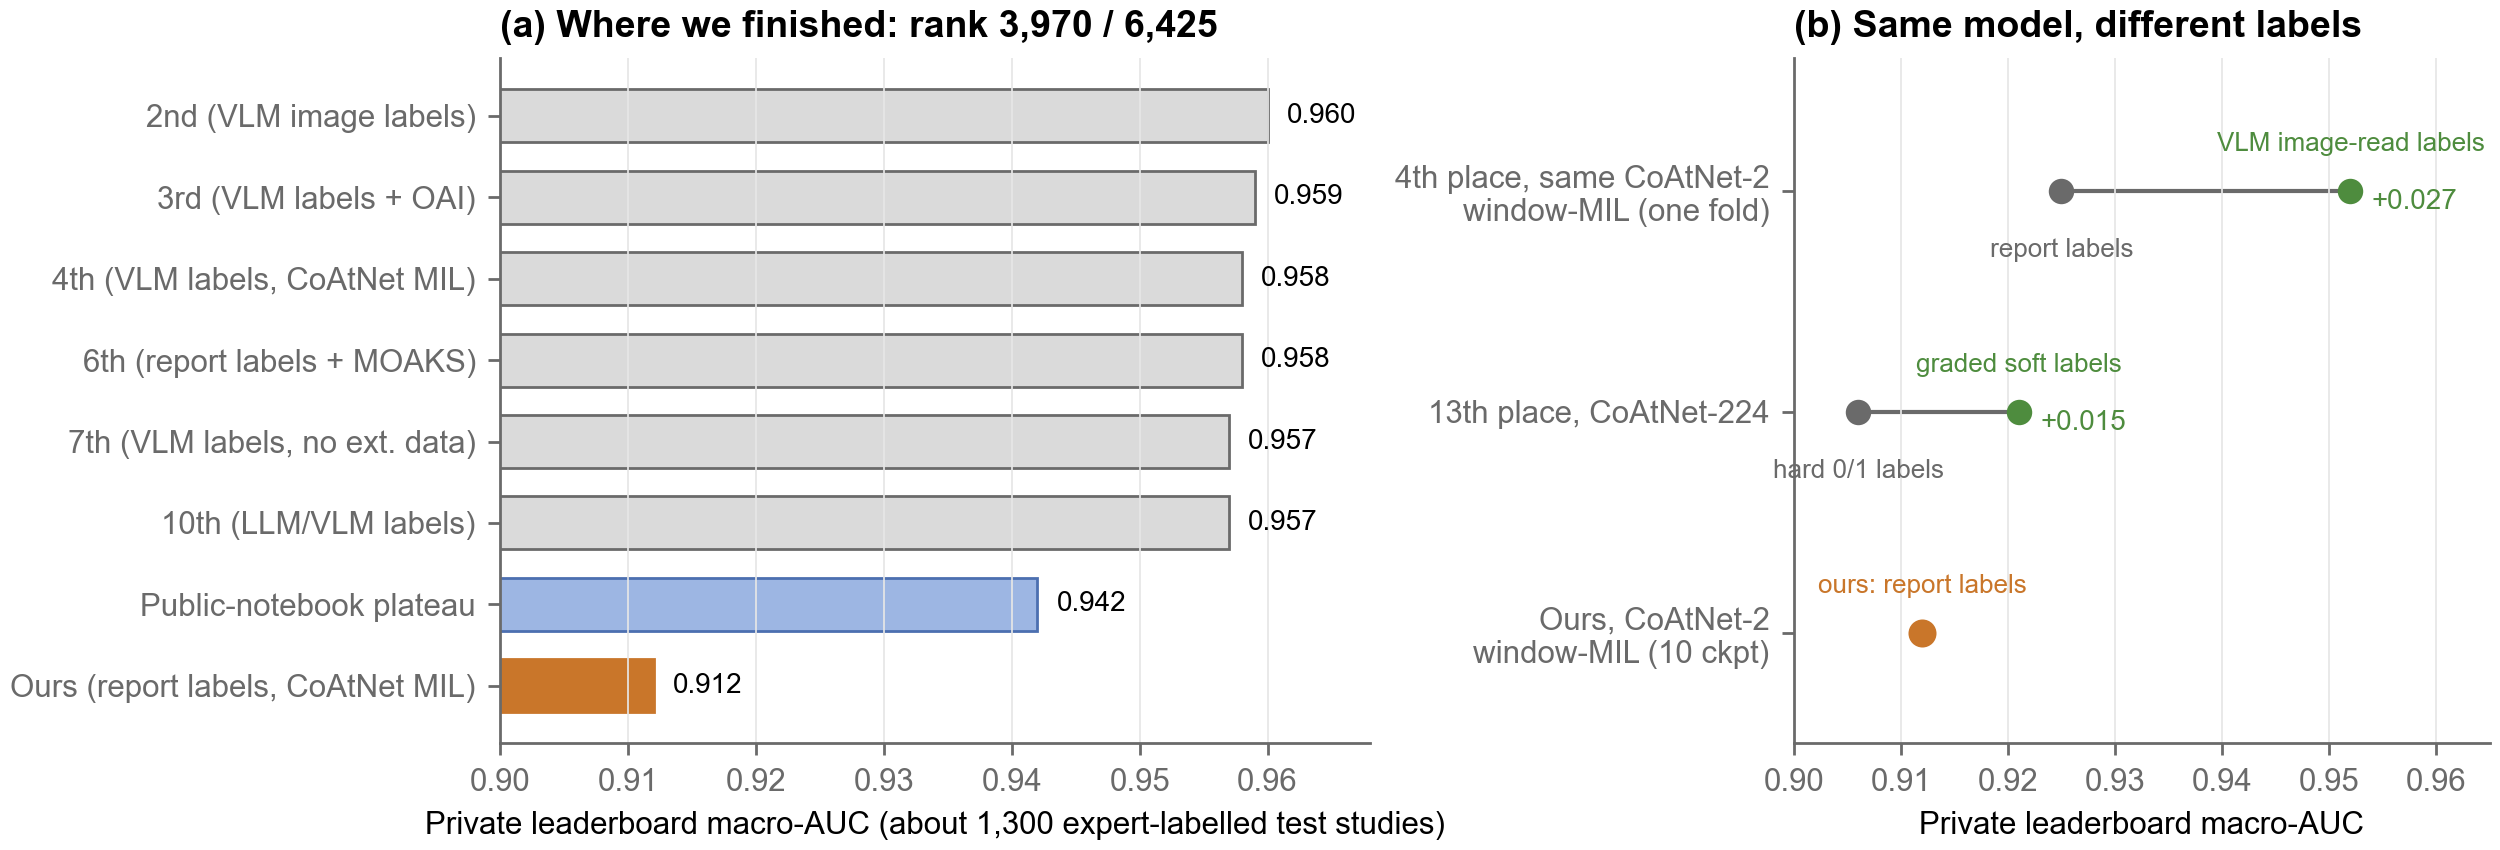 (a) Where we finished: rank 3,970 / 6,425
2nd (VLM image labels)
0.960
3rd (VLM labels + OAI)
0.959
4th (VLM labels, CoAtNet MIL)
0.958
6th (report labels + MOAKS)
0.958
7th (VLM labels, no ext. data)
0.957
10th (LLM/VLM labels)
0.957
Public-notebook plateau
0.942
Ours (report labels, CoAtNet MIL)
0.912
0.90 0.91 0.92 0.93 0.94 0.95 0.96
Private leaderboard macro-AUC (about 1,300 expert-labelled test studies)
(b) Same model, different labels
VLM image-read labels
4th place, same CoAtNet-2
window-MIL (one fold)
+0.027
report labels
graded soft labels
13th place, CoAtNet-224
+0.015
hard 0/1 labels
ours: report labels
Ours, CoAtNet-2
window-MIL (10 ckpt)
0.90 0.91 0.92 0.93 0.94 0.95 0.96
Private leaderboard macro-AUC